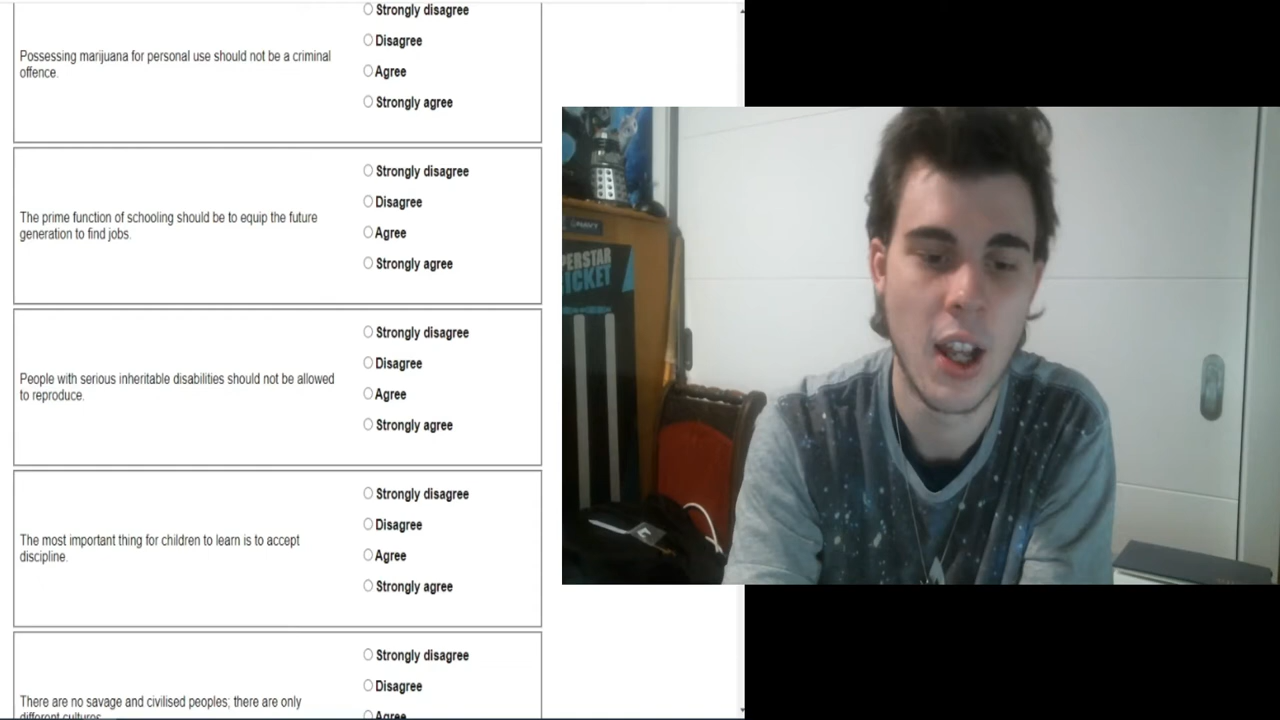 Strongly disagree
Disagree
Possessing marijuana for personal use should not be a criminal
offence.
Agree
Strongly agree
Strongly disagree
Disagree
The prime function of schooling should be to equip the future
generation to find jobs.
Agree
Strongly agree
Strongly disagree
Disagree
People with serious inheritable disabilities should not be allowed
to reproduce.
Agree
Strongly agree
Strongly disagree
Disagree
The most important thing for children to learn is to accept
discipline.
Agree
Strongly agree
Strongly disagree
Disagree
There are no savage and civilised peoples; there are only
different cultures.
Agree
PERSTAR
ICKET